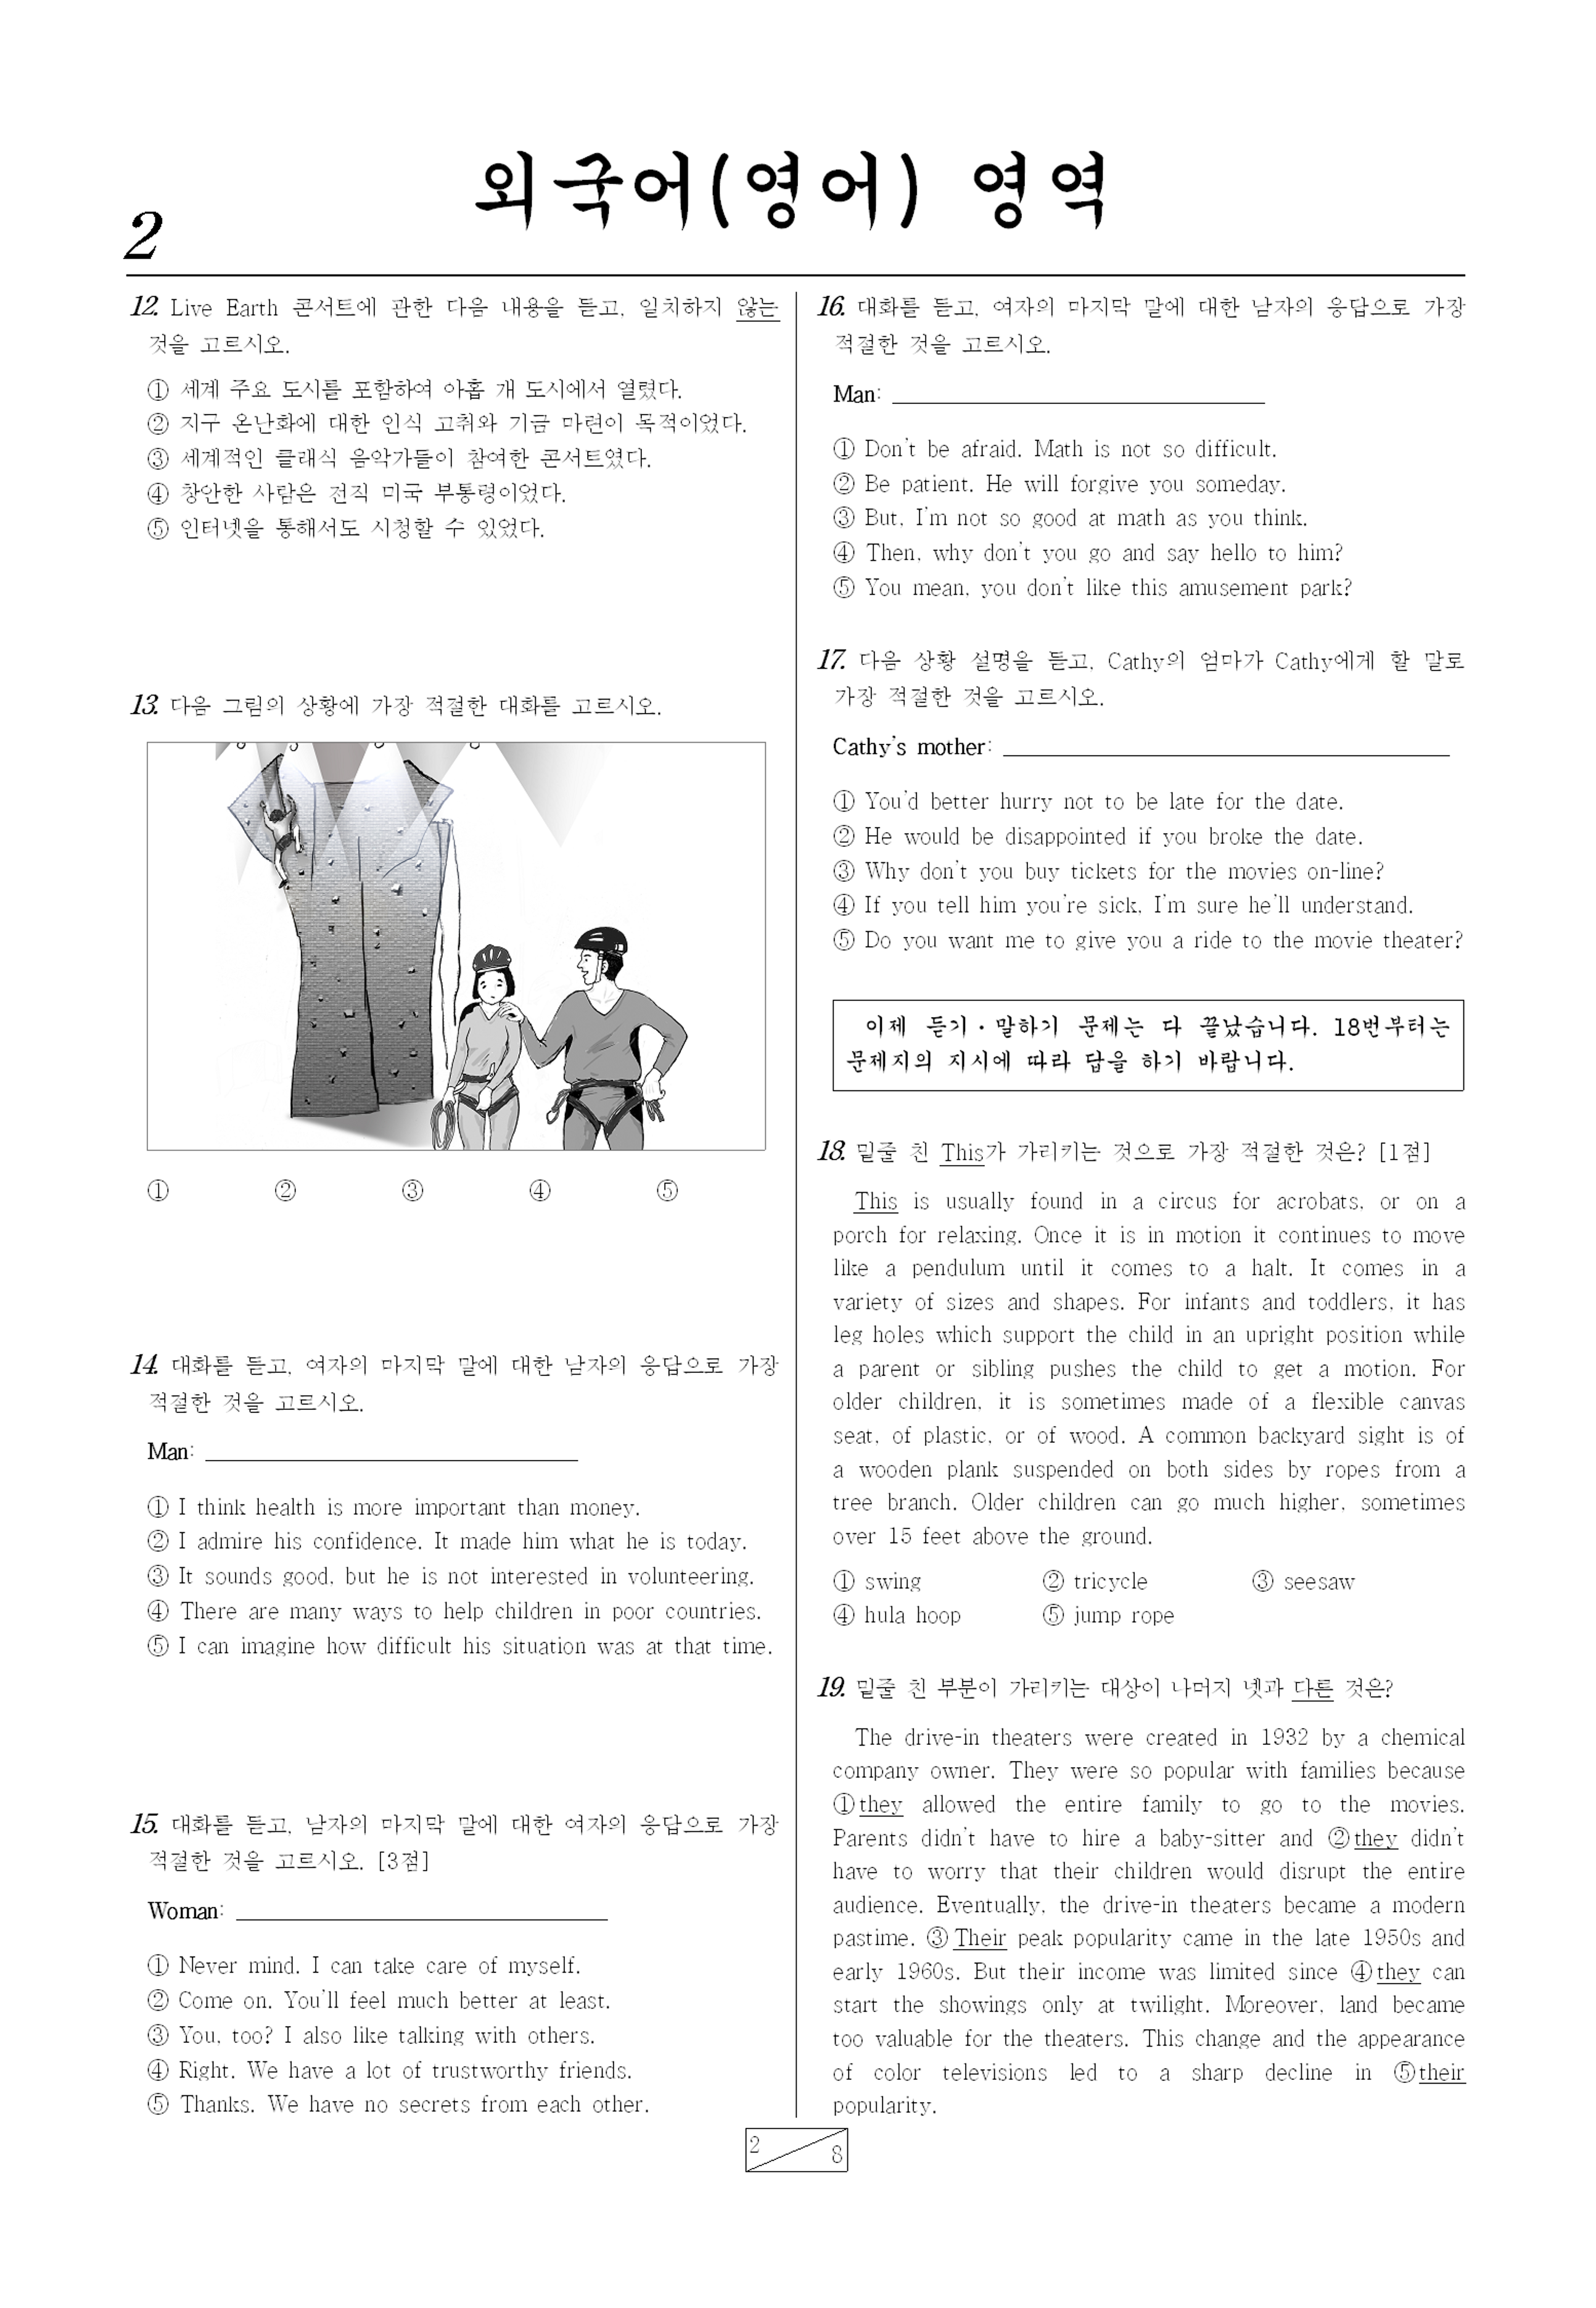 외국어(영어) 영역
2
12. Live Earth 콘서트에 관한 다음 내용을 듣고, 일치하지 않는
것을 고르시오.
① 세계 주요 도시를 포함하여 아홉 개 도시에서 열렸다.
② 지구 온난화에 대한 인식 고취와 기금 마련이 목적이었다.
③ 세계적인 클래식 음악가들이 참여한 콘서트였다.
④ 창안한 사람은 전직 미국 부통령이었다.
⑤ 인터넷을 통해서도 시청할 수 있었다.
13. 다음 그림의 상황에 가장 적절한 대화를 고르시오.
① ② ③ ④ ⑤
14. 대화를 듣고, 여자의 마지막 말에 대한 남자의 응답으로 가장
적절한 것을 고르시오.
Man:
① I think health is more important than money.
② I admire his confidence. It made him what he is today.
③ It sounds good, but he is not interested in volunteering.
④ There are many ways to help children in poor countries.
⑤ I can imagine how difficult his situation was at that time.
15. 대화를 듣고, 남자의 마지막 말에 대한 여자의 응답으로 가장
적절한 것을 고르시오. [3점]
Woman:
① Never mind. I can take care of myself.
② Come on. You'll feel much better at least.
③ You, too? I also like talking with others.
④ Right. We have a lot of trustworthy friends.
⑤ Thanks. We have no secrets from each other.
16. 대화를 듣고, 여자의 마지막 말에 대한 남자의 응답으로 가장
적절한 것을 고르시오.
Man:
① Don't be afraid. Math is not so difficult.
② Be patient. He will forgive you someday.
③ But, I'm not so good at math as you think.
④ Then, why don't you go and say hello to him?
⑤ You mean, you don't like this amusement park?
17. 다음 상황 설명을 듣고, Cathy의 엄마가 Cathy에게 할 말로
가장 적절한 것을 고르시오.
Cathy's mother:
① You'd better hurry not to be late for the date.
② He would be disappointed if you broke the date.
③ Why don't you buy tickets for the movies on-line?
④ If you tell him you're sick, I'm sure he'll understand.
⑤ Do you want me to give you a ride to the movie theater?
이제 듣기·말하기 문제는 다 끝났습니다. 18번부터는
문제지의 지시에 따라 답을 하기 바랍니다.
18. 밑줄 친 This가 가리키는 것으로 가장 적절한 것은? [1점]
This is usually found in a circus for acrobats, or on a
porch for relaxing. Once it is in motion it continues to move
like a pendulum until it comes to a halt. It comes in a
variety of sizes and shapes. For infants and toddlers, it has
leg holes which support the child in an upright position while
a parent or sibling pushes the child to get a motion. For
older children, it is sometimes made of a flexible canvas
seat, of plastic, or of wood. A common backyard sight is of
a wooden plank suspended on both sides by ropes from a
tree branch. Older children can go much higher, sometimes
over 15 feet above the ground.
① swing ② tricycle ③ seesaw
④ hula hoop ⑤ jump rope
19. 밑줄 친 부분이 가리키는 대상이 나머지 넷과 다른 것은?
The drive-in theaters were created in 1932 by a chemical
company owner. They were so popular with families because
①they allowed the entire family to go to the movies.
Parents didn't have to hire a baby-sitter and ②they didn't
have to worry that their children would disrupt the entire
audience. Eventually, the drive-in theaters became a modern
pastime. ③Their peak popularity came in the late 1950s and
early 1960s. But their income was limited since ④they can
start the showings only at twilight. Moreover, land became
too valuable for the theaters. This change and the appearance
of color televisions led to a sharp decline in ⑤their
popularity.
2 8